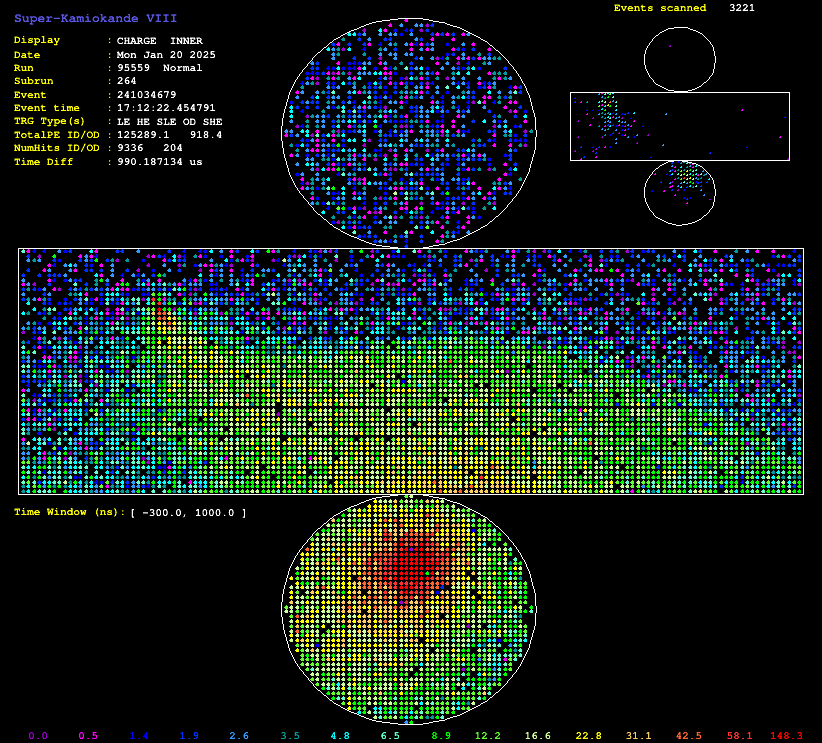 Super-Kamiokande VIII
Events scanned 3221
Display : CHARGE INNER
Date : Mon Jan 20 2025
Run : 95559 Normal
Subrun : 264
Event : 241034679
Event time : 17:12:22.454791
TRG Type(s) : LE HE SLE OD SHE
TotalPE ID/OD : 125289.1 918.4
NumHits ID/OD : 9336 204
Time Diff : 990.187134 us
Time Window (ns): [ -300.0, 1000.0 ]
0.0 0.5 1.4 1.9 2.6 3.5 4.8 6.5 8.9 12.2 16.6 22.8 31.1 42.5 58.1 148.3